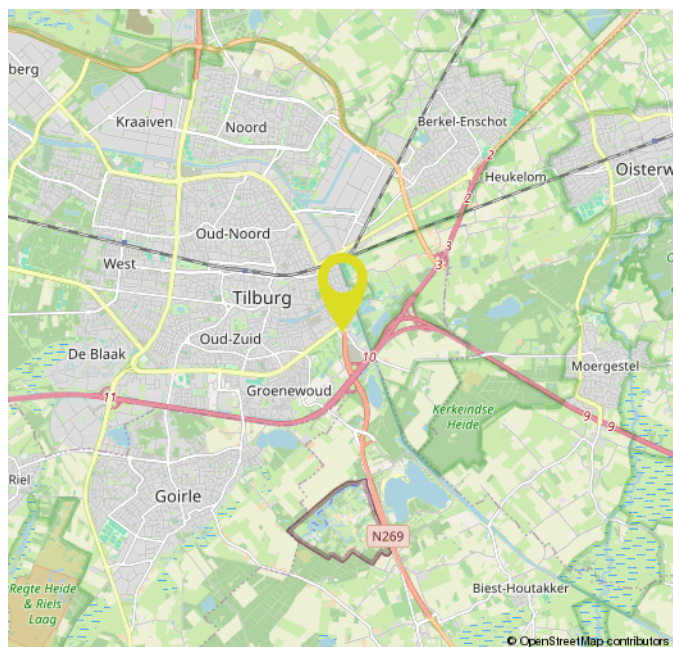 berg
Kraaiven
Noord
Berkel-Enschot
2
Heukelom
Oisterw
2
Oud-Noord
3
3
West
Tilburg
Oud-Zuid
De Blaak
10
Moergestel
Groenewoud
11
Kerkeindse
Heide
9
9
Riel
Goirle
N269
Regte Heide
& Riels
Laag
Biest-Houtakker
© OpenStreetMap contributors